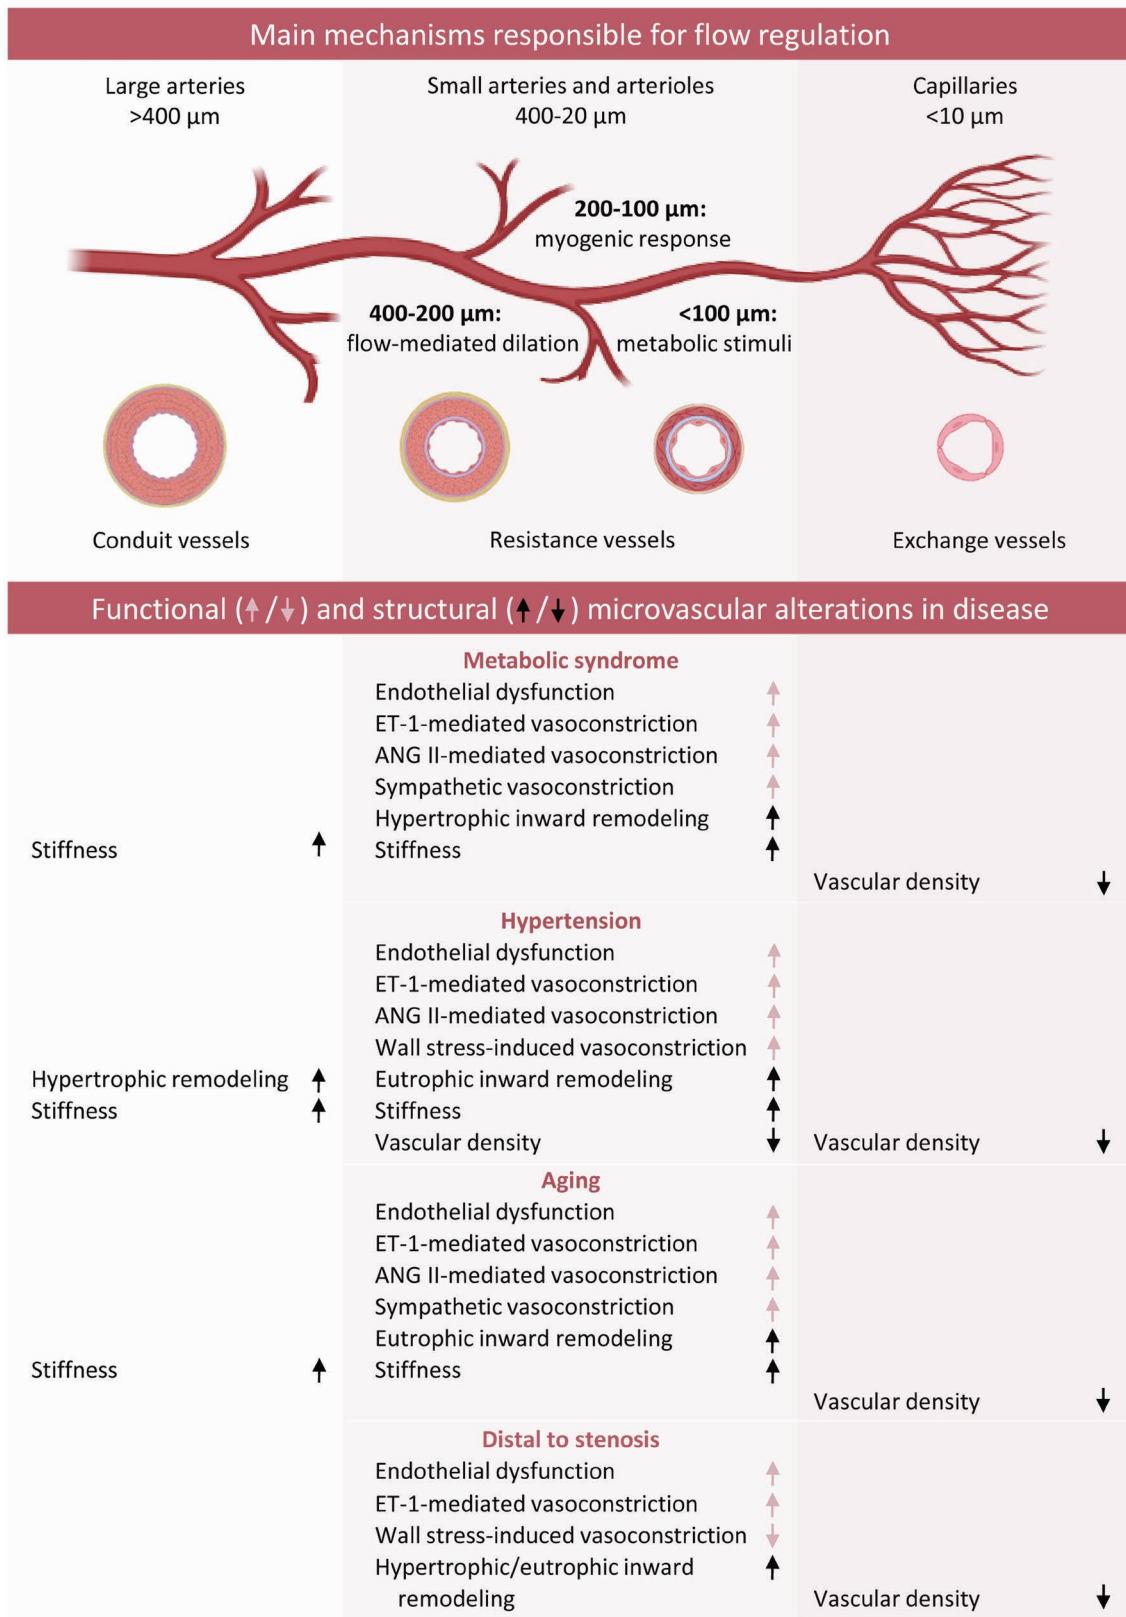 Main mechanisms responsible for flow regulation
Large arteries
>400 µm
Small arteries and arterioles
400-20 µm
Capillaries
<10 µm
200-100 µm:
myogenic response
400-200 µm:
flow-mediated dilation
<100 µm:
metabolic stimuli
Conduit vessels
Resistance vessels
Exchange vessels
Functional (↑/↓) and structural (↑/↓) microvascular alterations in disease
Metabolic syndrome
Endothelial dysfunction ↑
ET-1-mediated vasoconstriction ↑
ANG II-mediated vasoconstriction ↑
Sympathetic vasoconstriction ↑
Hypertrophic inward remodeling ↑
Stiffness ↑ Stiffness ↑
Vascular density ↓
Hypertension
Endothelial dysfunction ↑
ET-1-mediated vasoconstriction ↑
ANG II-mediated vasoconstriction ↑
Wall stress-induced vasoconstriction ↑
Hypertrophic remodeling ↑ Eutrophic inward remodeling ↑
Stiffness ↑ Stiffness ↑
Vascular density ↓ Vascular density ↓
Aging
Endothelial dysfunction ↑
ET-1-mediated vasoconstriction ↑
ANG II-mediated vasoconstriction ↑
Sympathetic vasoconstriction ↑
Eutrophic inward remodeling ↑
Stiffness ↑ Stiffness ↑
Vascular density ↓
Distal to stenosis
Endothelial dysfunction ↑
ET-1-mediated vasoconstriction ↑
Wall stress-induced vasoconstriction ↓
Hypertrophic/eutrophic inward ↑
remodeling Vascular density ↓